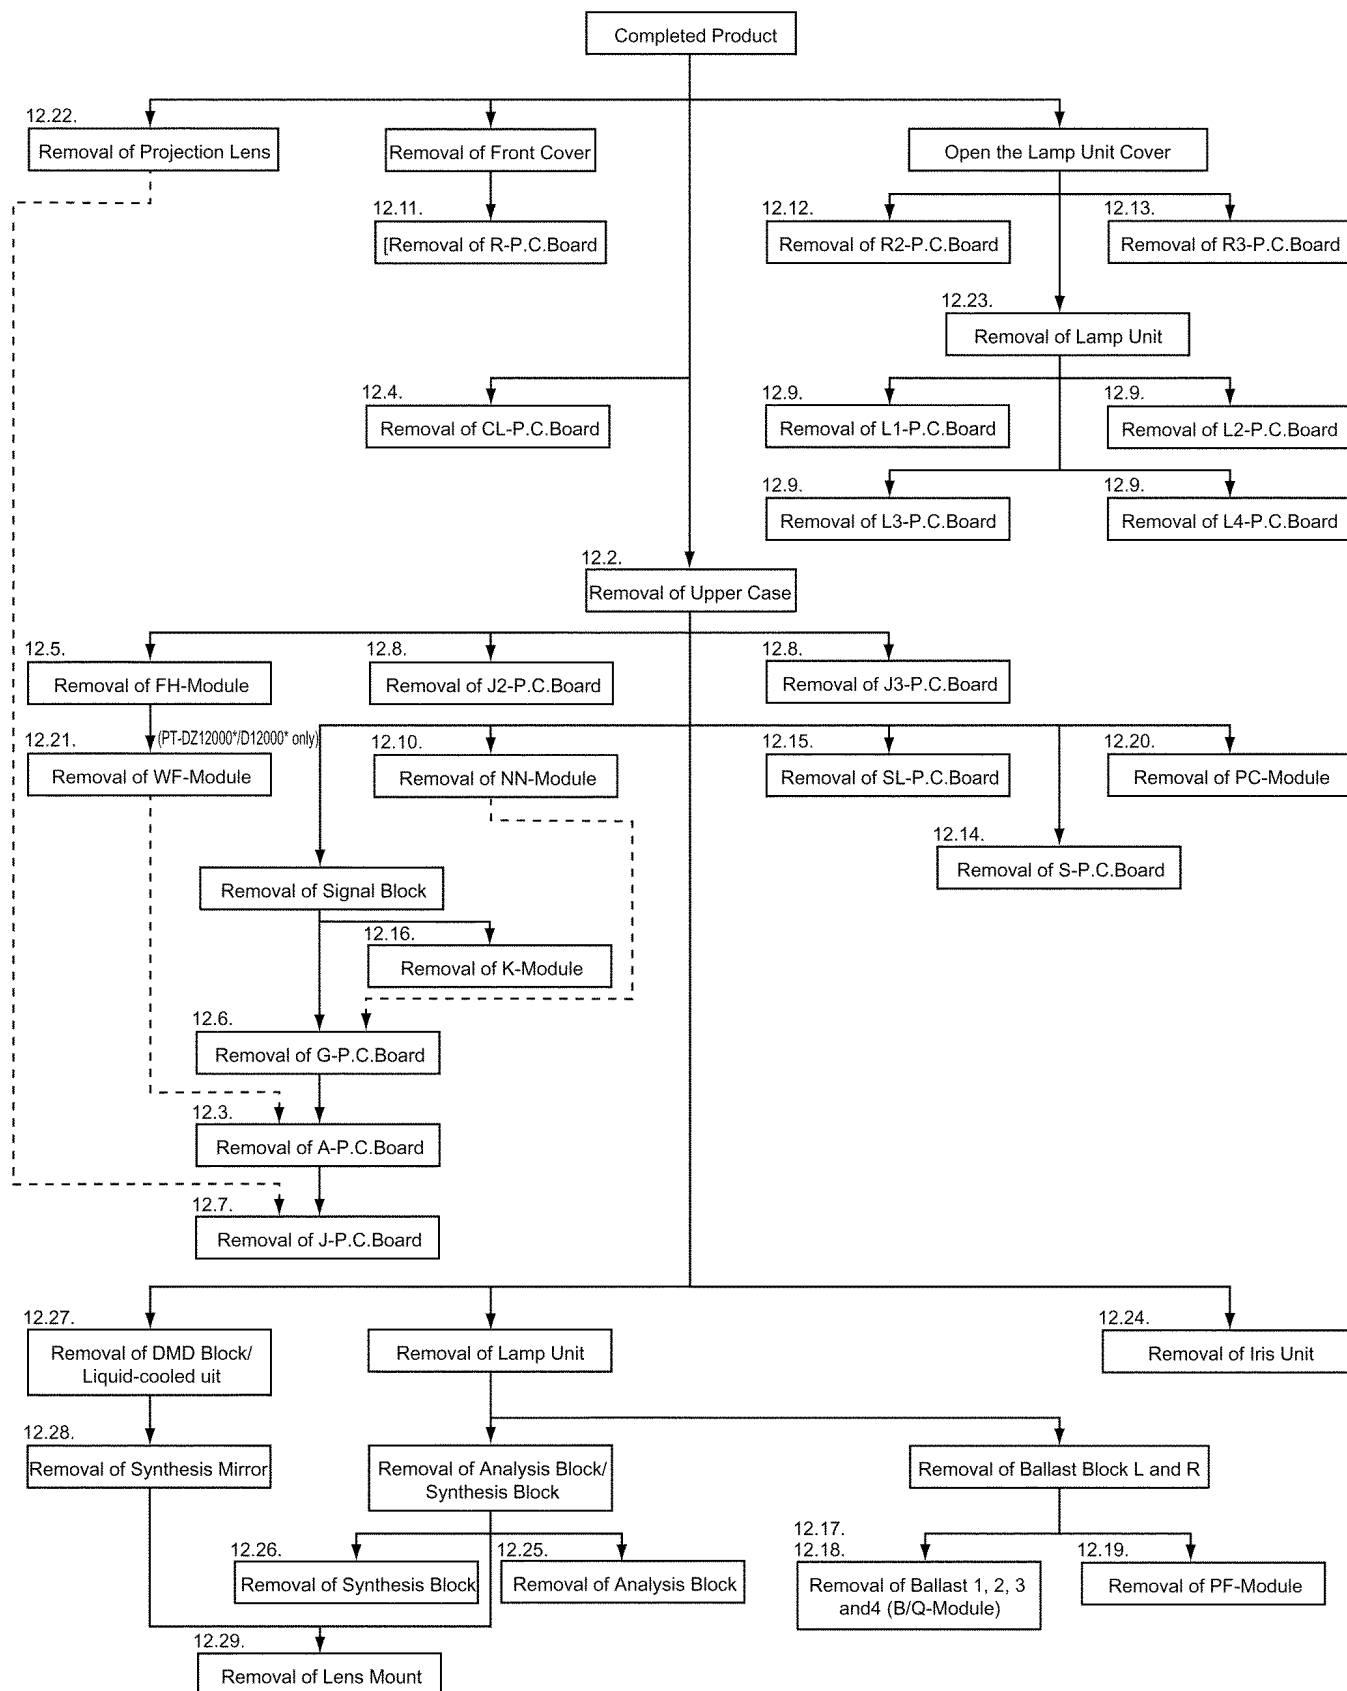 Completed Product
12.22.
Removal of Projection Lens
Removal of Front Cover
Open the Lamp Unit Cover
12.11.
[Removal of R-P.C.Board
12.12.
Removal of R2-P.C.Board
12.13.
Removal of R3-P.C.Board
12.23.
Removal of Lamp Unit
12.4.
Removal of CL-P.C.Board
12.9.
Removal of L1-P.C.Board
12.9.
Removal of L2-P.C.Board
12.9.
Removal of L3-P.C.Board
12.9.
Removal of L4-P.C.Board
12.2.
Removal of Upper Case
12.5.
Removal of FH-Module
12.8.
Removal of J2-P.C.Board
12.8.
Removal of J3-P.C.Board
12.21.
(PT-DZ12000*/D12000* only)
Removal of WF-Module
12.10.
Removal of NN-Module
12.15.
Removal of SL-P.C.Board
12.20.
Removal of PC-Module
12.14.
Removal of S-P.C.Board
Removal of Signal Block
12.16.
Removal of K-Module
12.6.
Removal of G-P.C.Board
12.3.
Removal of A-P.C.Board
12.7.
Removal of J-P.C.Board
12.27.
Removal of DMD Block/
Liquid-cooled uit
Removal of Lamp Unit
12.24.
Removal of Iris Unit
12.28.
Removal of Synthesis Mirror
Removal of Analysis Block/
Synthesis Block
Removal of Ballast Block L and R
12.26.
Removal of Synthesis Block
12.25.
Removal of Analysis Block
12.17.
12.18.
Removal of Ballast 1, 2, 3
and4 (B/Q-Module)
12.19.
Removal of PF-Module
12.29.
Removal of Lens Mount